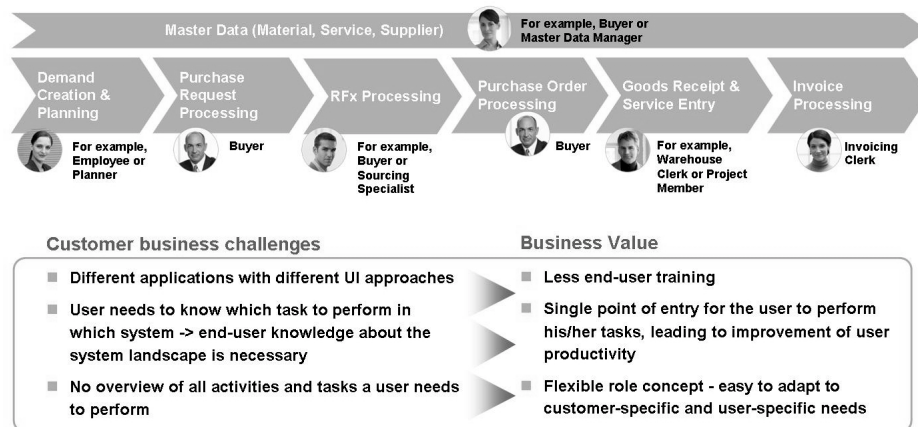 Master Data (Material, Service, Supplier)
For example, Buyer or
Master Data Manager
Demand
Creation &
Planning
Purchase
Request
Processing
RFx Processing
Purchase Order
Processing
Goods Receipt &
Service Entry
Invoice
Processing
For example,
Employee or
Planner
Buyer
For example,
Buyer or
Sourcing
Specialist
Buyer
For example,
Warehouse
Clerk or Project
Member
Invoicing
Clerk
Customer business challenges
■ Different applications with different UI approaches
■ User needs to know which task to perform in
which system -> end-user knowledge about the
system landscape is necessary
■ No overview of all activities and tasks a user needs
to perform
Business Value
■ Less end-user training
■ Single point of entry for the user to perform
his/her tasks, leading to improvement of user
productivity
■ Flexible role concept - easy to adapt to
customer-specific and user-specific needs